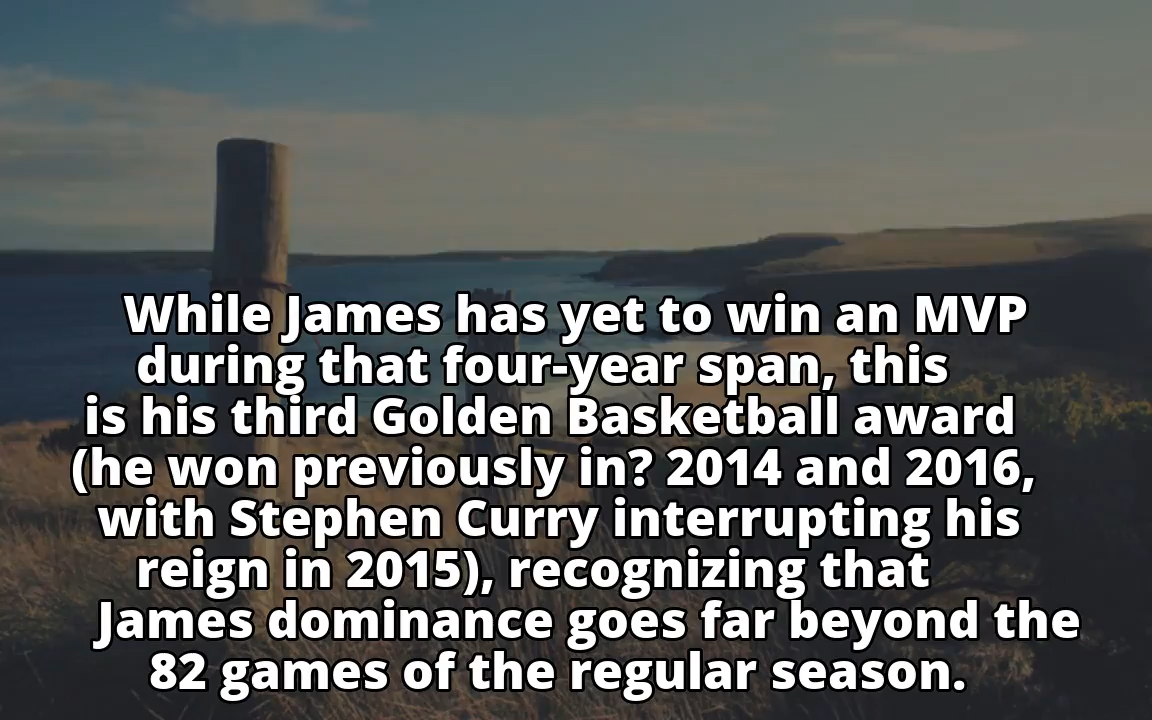 While James has yet to win an MVP
during that four-year span, this
is his third Golden Basketball award
(he won previously in? 2014 and 2016,
with Stephen Curry interrupting his
reign in 2015), recognizing that
James dominance goes far beyond the
82 games of the regular season.